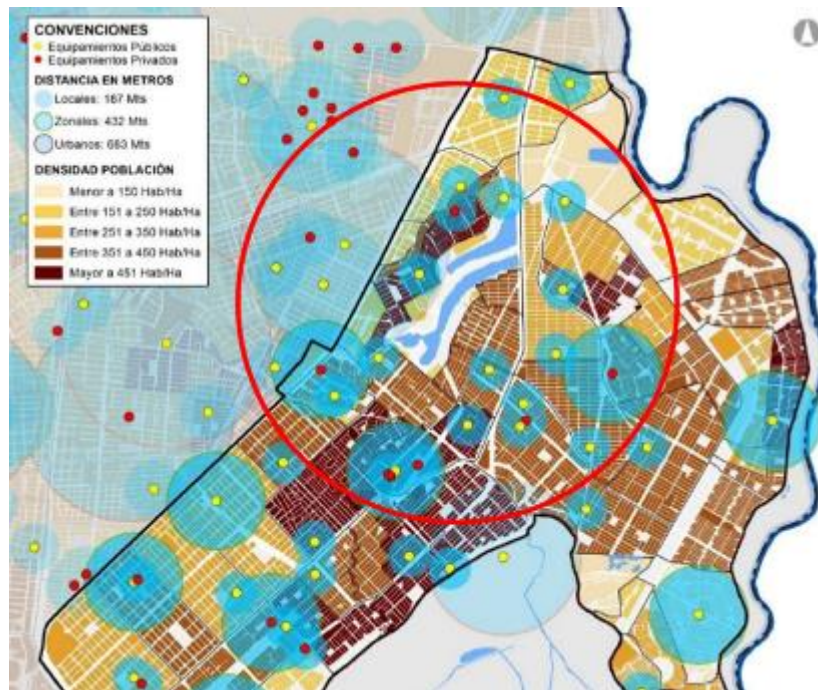 CONVENCIONES
Equipamientos Públicos
Equipamientos Privados
DISTANCIA EN METROS
Locales: 167 Mts
Zonales: 432 Mts
Urbanos: 683 Mts
DENSIDAD POBLACIÓN
Menor a 150 Hab/Ha
Entre 151 a 250 Hab/Ha
Entre 251 a 350 Hab/Ha
Entre 351 a 450 Hab/Ha
Mayor a 451 Hab/Ha